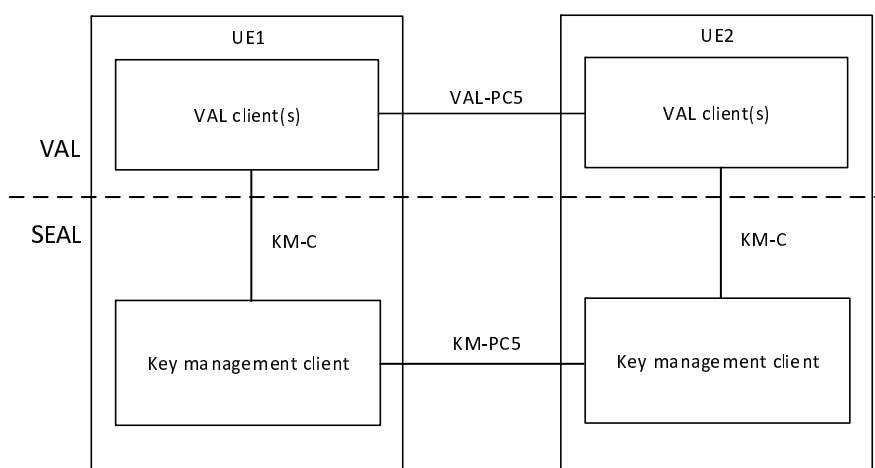 UE1
UE2
VAL client(s)
VAL-PC5
VAL client(s)
VAL
SEAL
KM-C
KM-C
Key management client
KM-PC5
Key management client